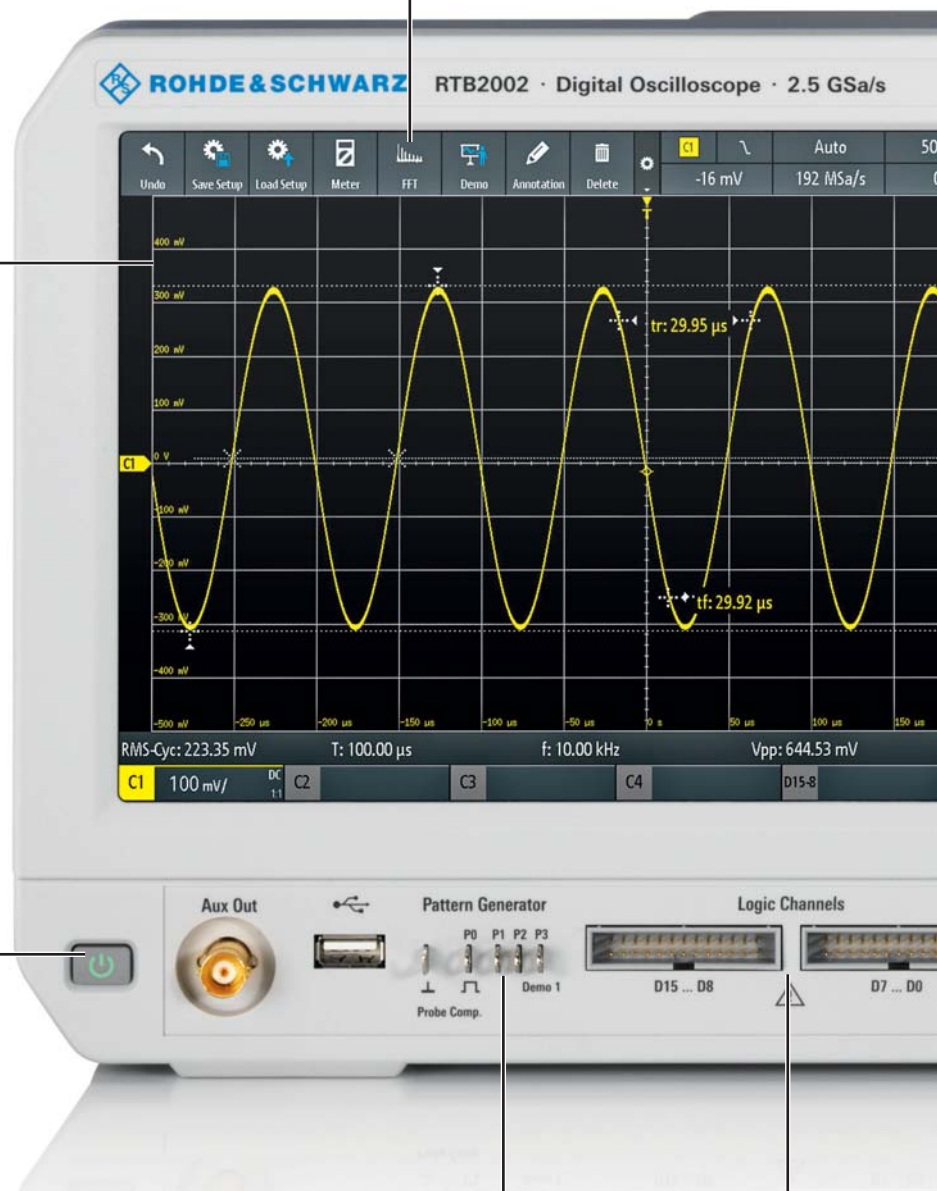 ROHDE&SCHWARZ RTB2002 · Digital Oscilloscope · 2.5 GSa/s
Undo Save Setup Load Setup Meter FFT Demo Annotation Delete
C1 Auto
-16 mV 192 MSa/s
T
400 mV
300 mV
tr: 29.95 µs
200 mV
100 mV
C1 0 V
-100 mV
-200 mV
tf: 29.92 µs
-300 mV
-400 mV
-500 mV -250 µs -200 µs -150 µs -100 µs -50 µs 0 s 50 µs 100 µs 150 µs
RMS-Cyc: 223.35 mV T: 100.00 µs f: 10.00 kHz Vpp: 644.53 mV
C1 100 mV/ DC 1:1 C2 C3 C4 D15-8
Aux Out Pattern Generator Logic Channels
P0 P1 P2 P3
Demo 1 D15 ... D8 D7 ... D0
Probe Comp.